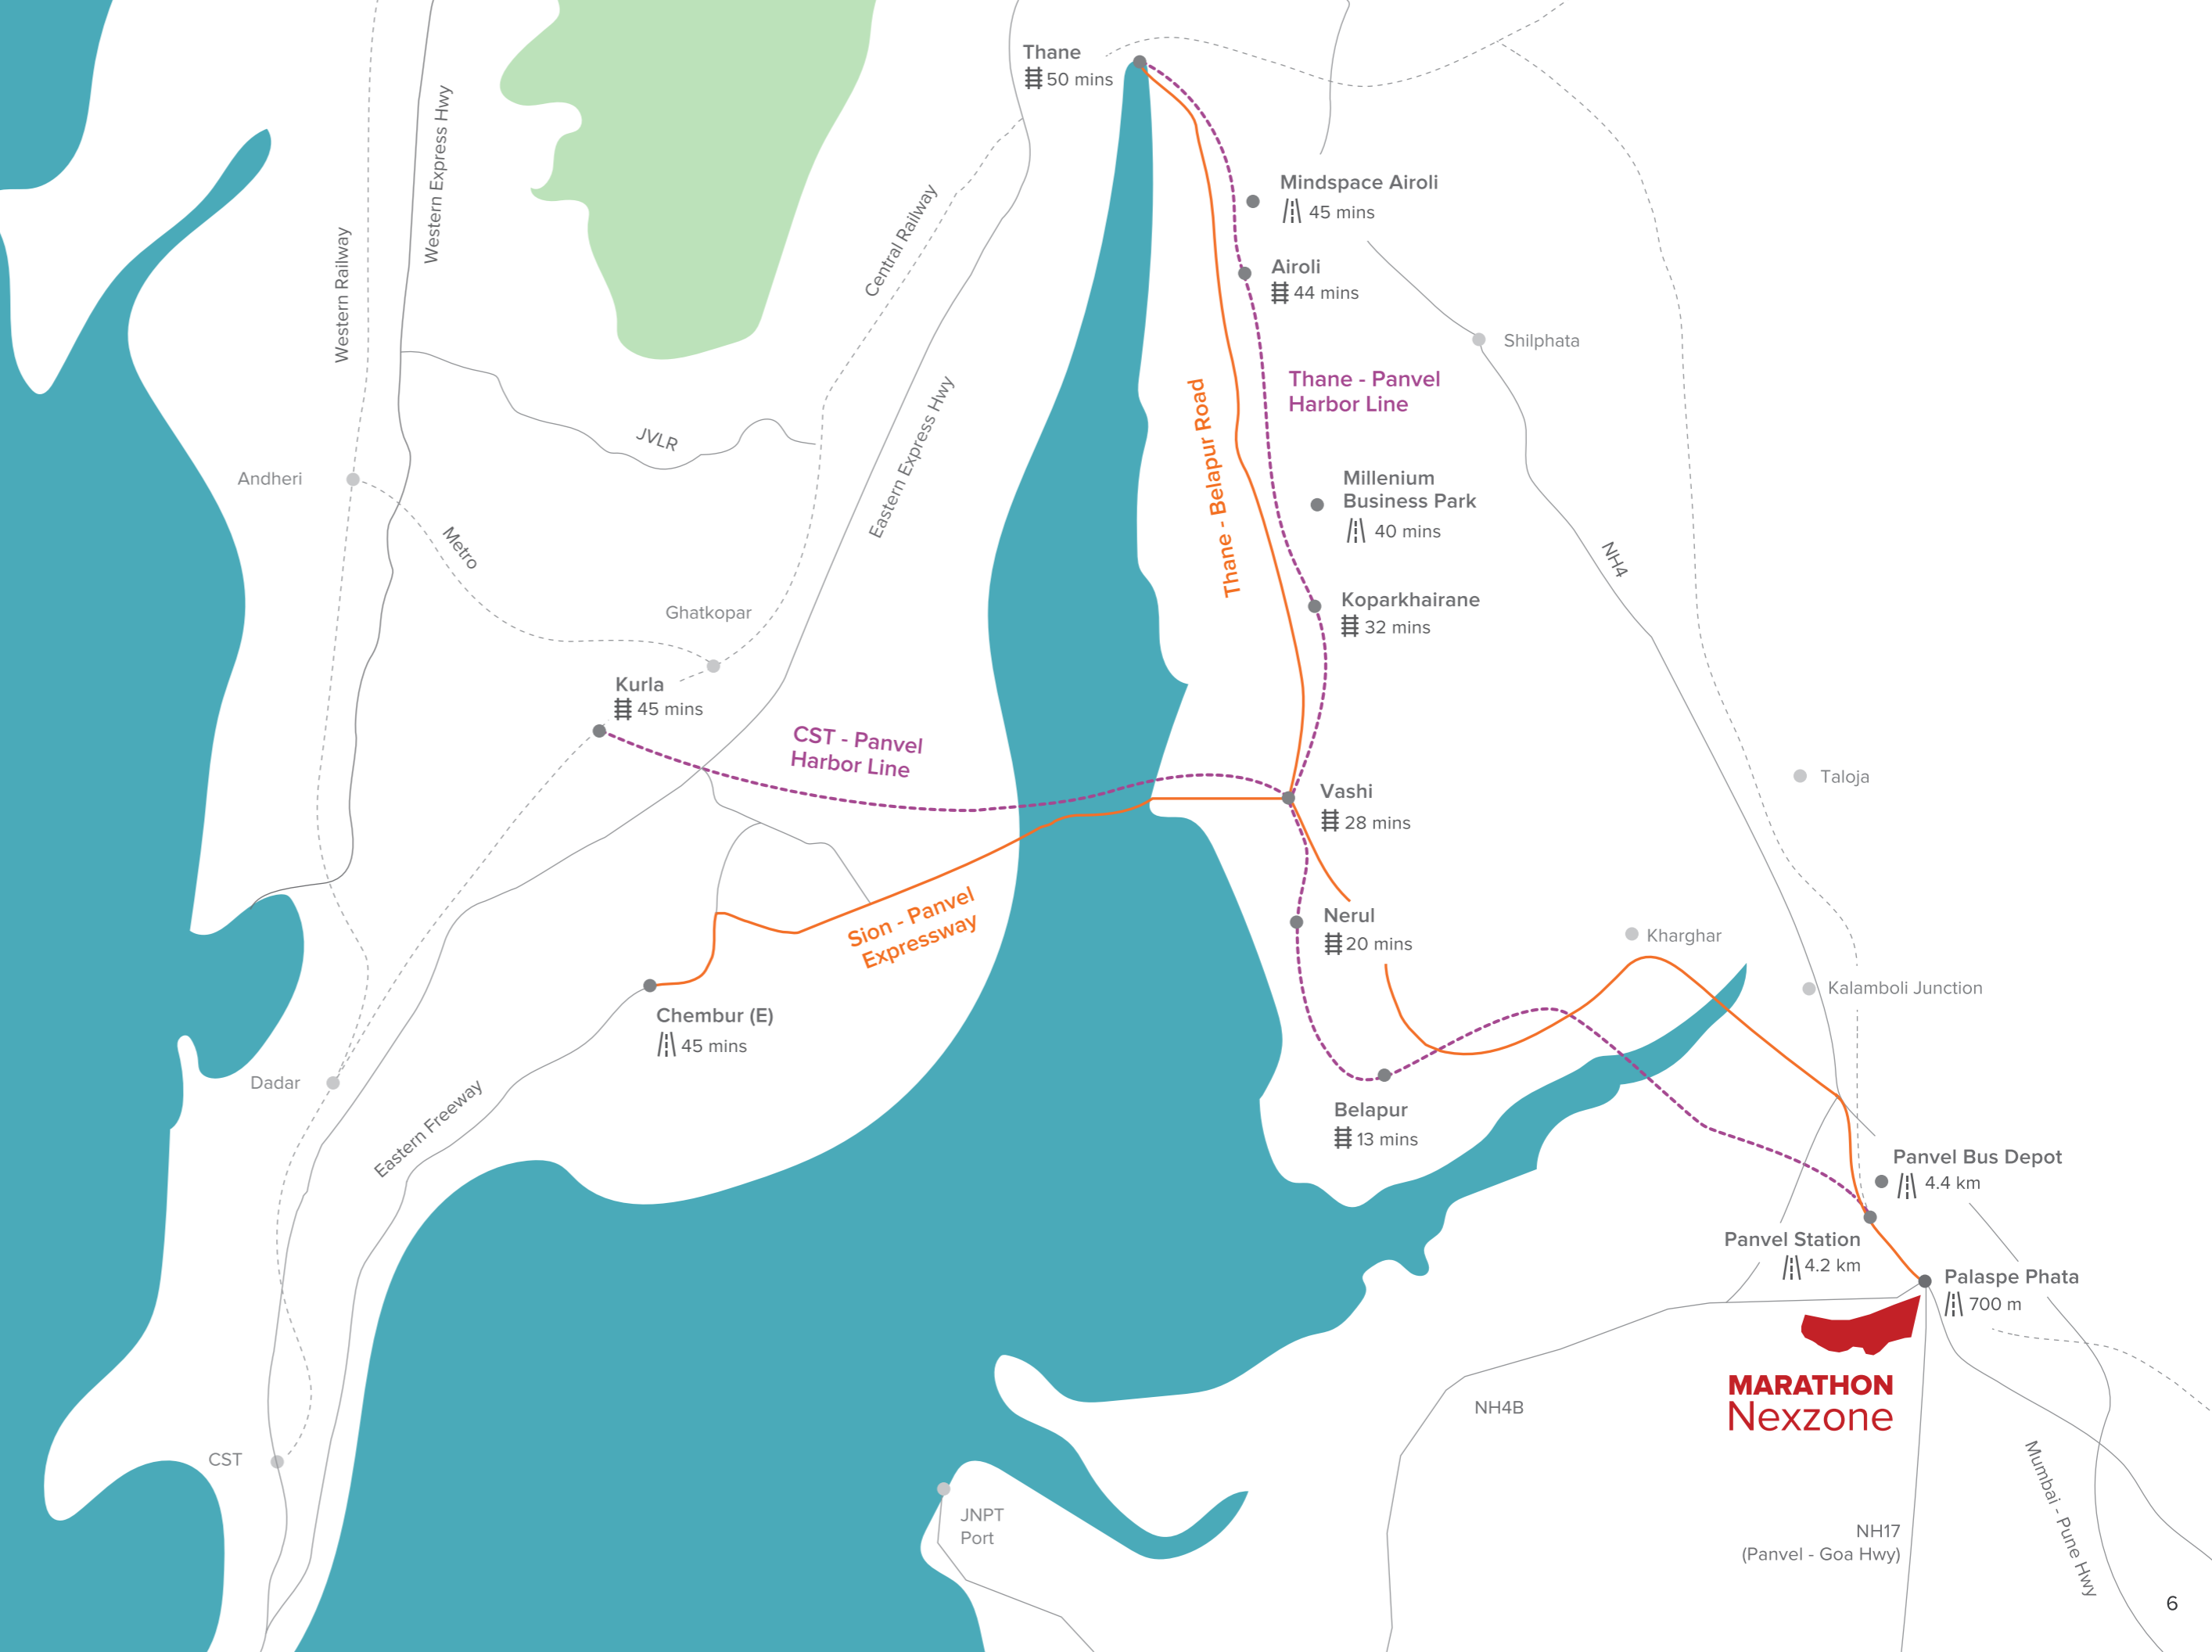 Thane
50 mins
Western Express Hwy
Mindspace Airoli
45 mins
Central Railway
Western Railway
Airoli
44 mins
Shilphata
Thane - Panvel
Harbor Line
Thane - Belapur Road
JVLR
Eastern Express Hwy
Andheri
Millenium
Business Park
40 mins
Metro
NH4
Koparkhairane
32 mins
Ghatkopar
Kurla
45 mins
CST - Panvel
Harbor Line
Taloja
Vashi
28 mins
Sion - Panvel
Expressway
Nerul
20 mins
Kharghar
Kalamboli Junction
Chembur (E)
45 mins
Dadar
Eastern Freeway
Belapur
13 mins
Panvel Bus Depot
4.4 km
Panvel Station
4.2 km
Palaspe Phata
700 m
MARATHON
Nexzone
NH4B
CST
JNPT
Port
Mumbai - Pune Hwy
NH17
(Panvel - Goa Hwy)
6